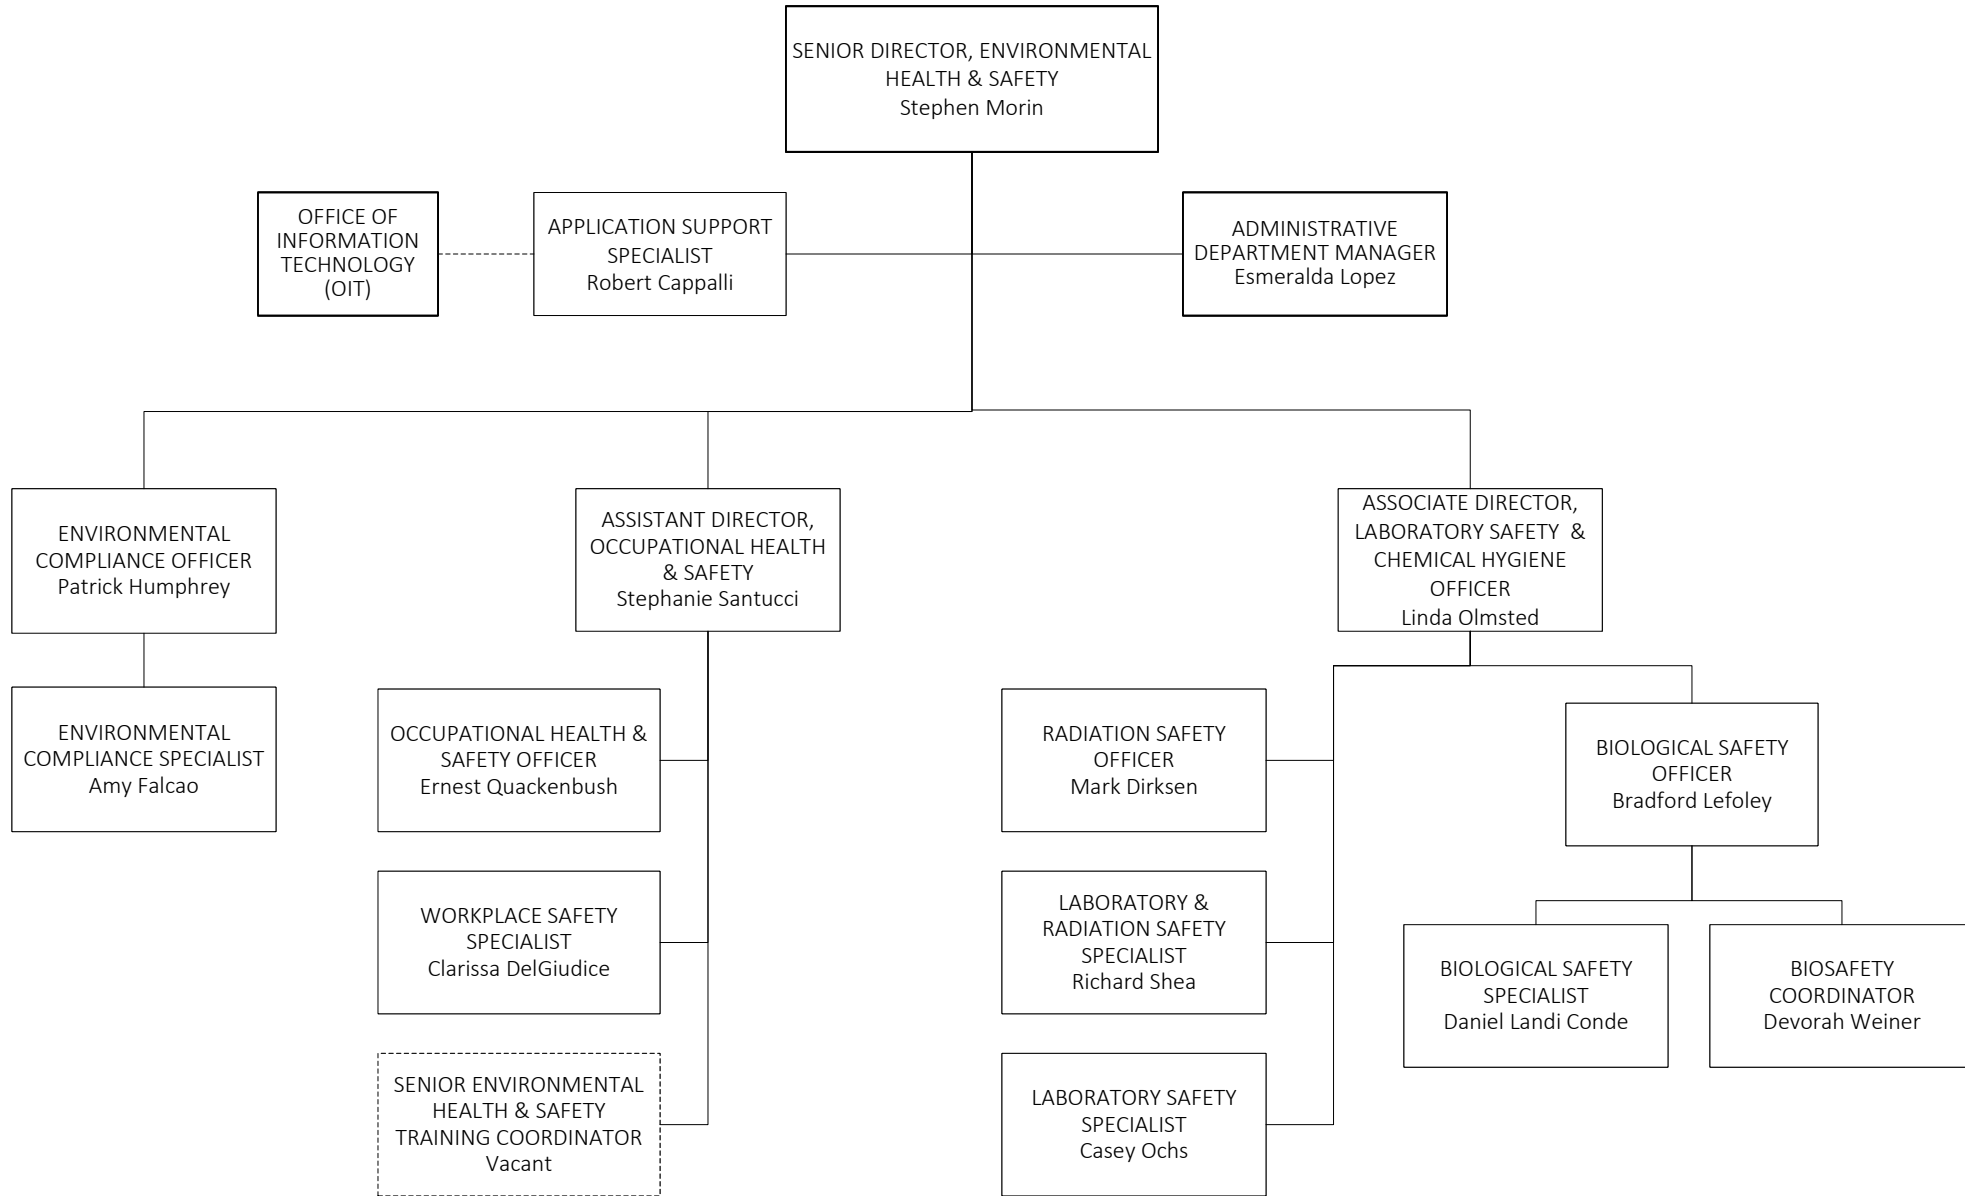 SENIOR DIRECTOR, ENVIRONMENTAL
HEALTH & SAFETY
Stephen Morin
OFFICE OF
INFORMATION
TECHNOLOGY
(OIT)
APPLICATION SUPPORT
SPECIALIST
Robert Cappalli
ADMINISTRATIVE
DEPARTMENT MANAGER
Esmeralda Lopez
ENVIRONMENTAL
COMPLIANCE OFFICER
Patrick Humphrey
ASSISTANT DIRECTOR,
OCCUPATIONAL HEALTH
& SAFETY
Stephanie Santucci
ASSOCIATE DIRECTOR,
LABORATORY SAFETY &
CHEMICAL HYGIENE
OFFICER
Linda Olmsted
ENVIRONMENTAL
COMPLIANCE SPECIALIST
Amy Falcao
OCCUPATIONAL HEALTH &
SAFETY OFFICER
Ernest Quackenbush
RADIATION SAFETY
OFFICER
Mark Dirksen
BIOLOGICAL SAFETY
OFFICER
Bradford Lefoley
WORKPLACE SAFETY
SPECIALIST
Clarissa DelGiudice
LABORATORY &
RADIATION SAFETY
SPECIALIST
Richard Shea
BIOLOGICAL SAFETY
SPECIALIST
Daniel Landi Conde
BIOSAFETY
COORDINATOR
Devorah Weiner
SENIOR ENVIRONMENTAL
HEALTH & SAFETY
TRAINING COORDINATOR
Vacant
LABORATORY SAFETY
SPECIALIST
Casey Ochs